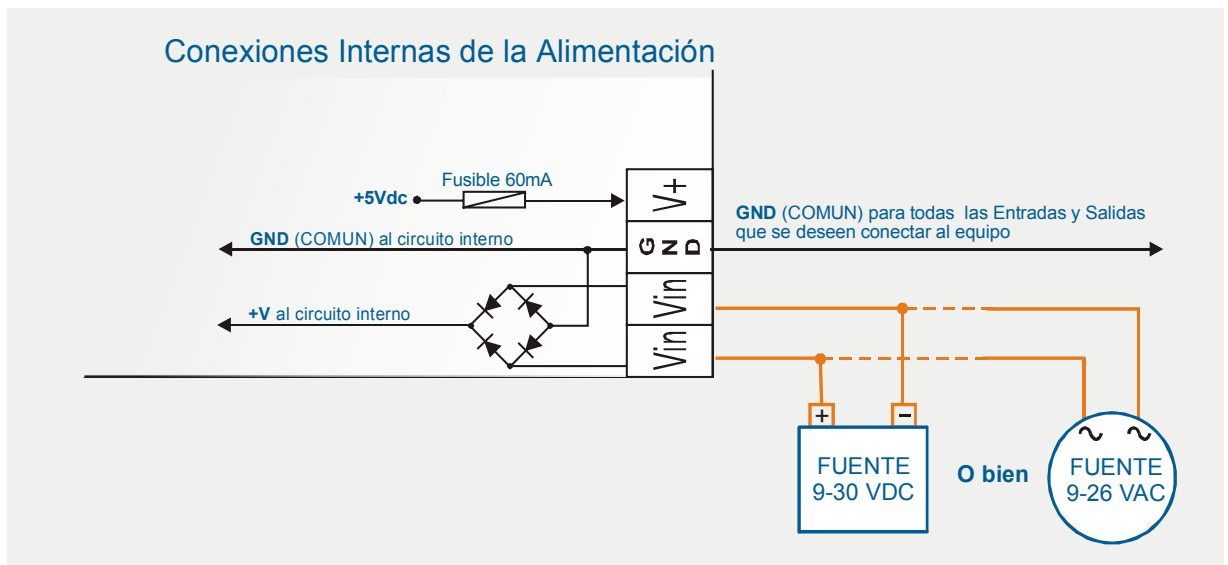 Conexiones Internas de la Alimentación
Fusible 60mA
+5Vdc
V+
GND (COMUN) para todas las Entradas y Salidas
que se deseen conectar al equipo
GND (COMUN) al circuito interno
GND
Vin
+V al circuito interno
Vin
+ -
FUENTE
9-30 VDC
O bien
FUENTE
9-26 VAC